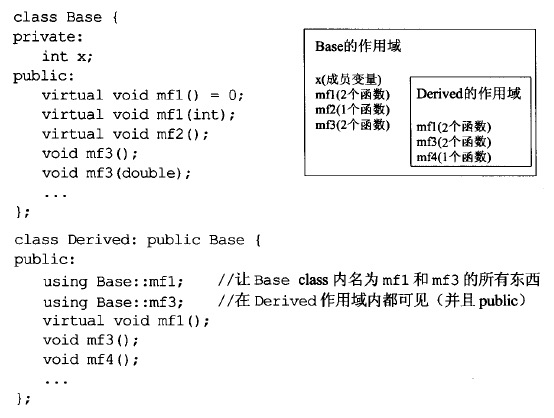 class Base {
private:
int x;
public:
virtual void mf1() = 0;
virtual void mf1(int);
virtual void mf2();
void mf3();
void mf3(double);
...
};
Base的作用域
x(成员变量)
mf1(2个函数)
mf2(1个函数)
mf3(2个函数)
Derived的作用域
mf1(2个函数)
mf3(2个函数)
mf4(1个函数)
class Derived: public Base {
public:
using Base::mf1; //让 Base class 内名为 mf1 和 mf3 的所有东西
using Base::mf3; //在 Derived 作用域内都可见（并且 public）
virtual void mf1();
void mf3();
void mf4();
...
};